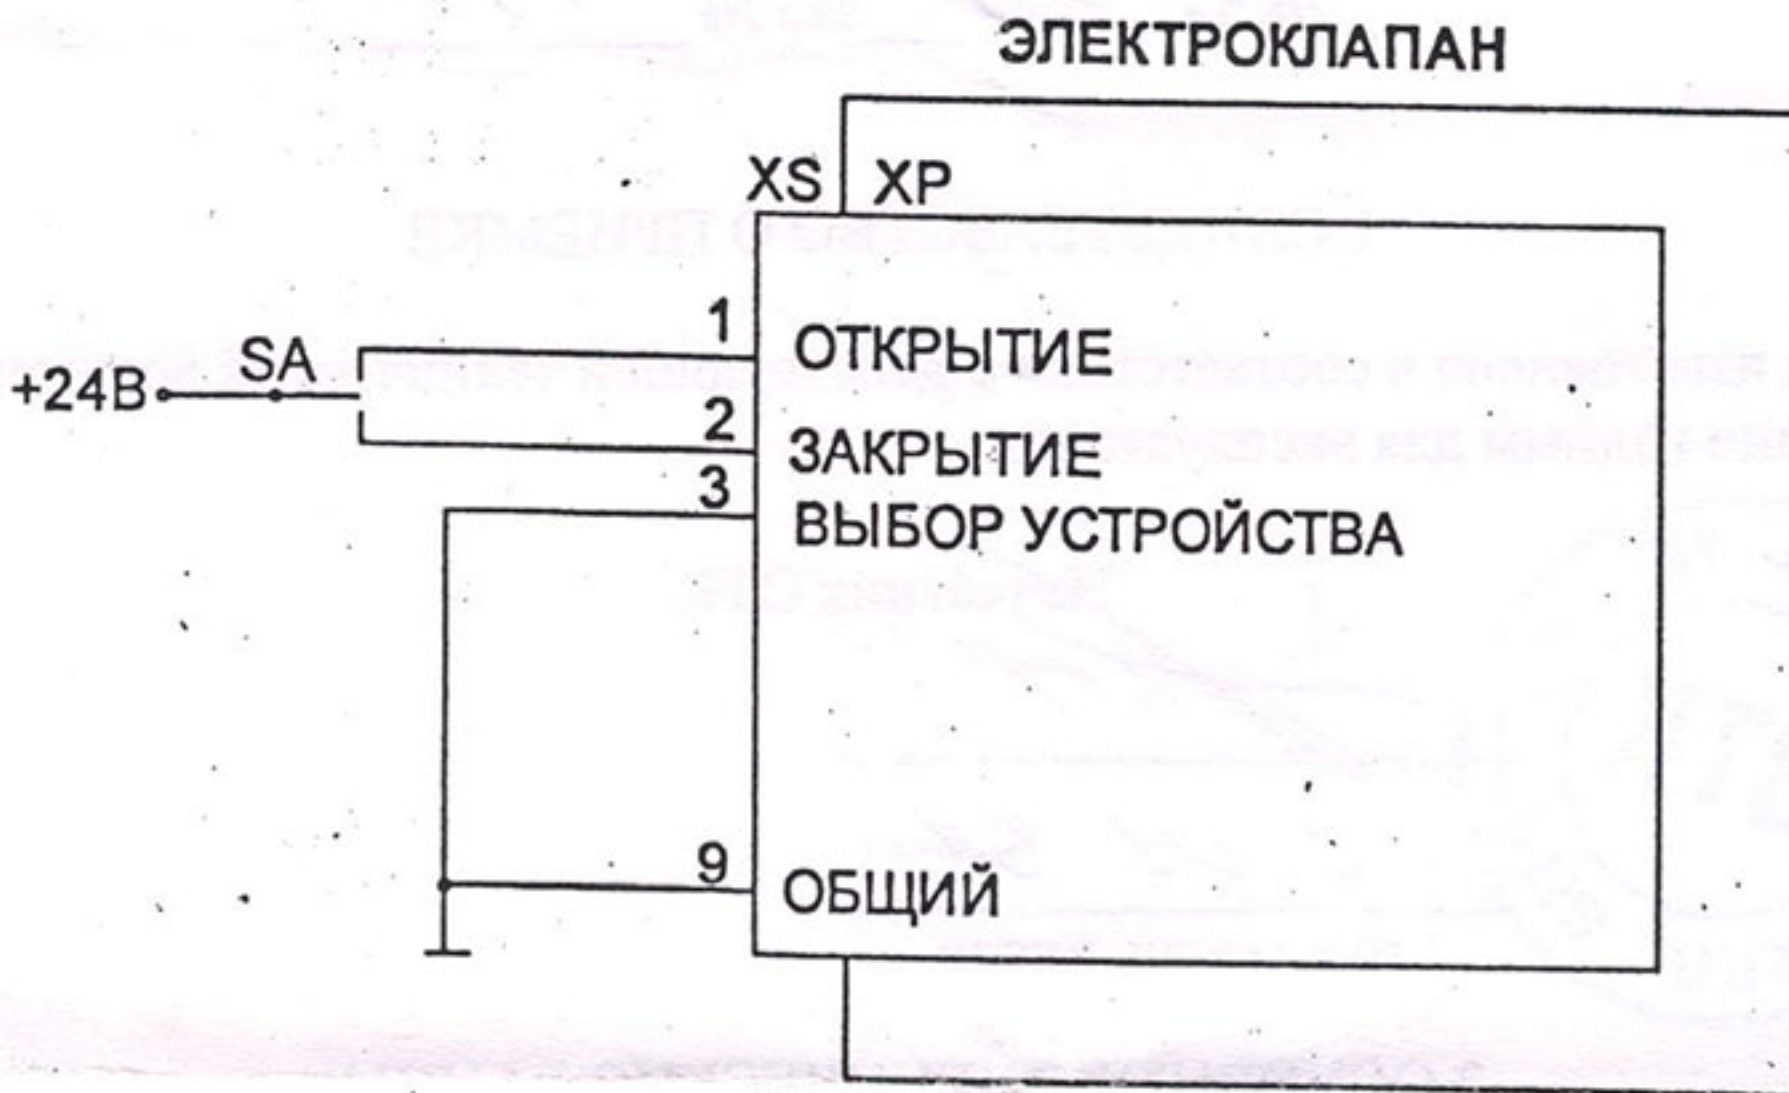 ЭЛЕКТРОКЛАПАН
XS XP
1 ОТКРЫТИЕ
SA
+24В
2 ЗАКРЫТИЕ
3 ВЫБОР УСТРОЙСТВА
9 ОБЩИЙ